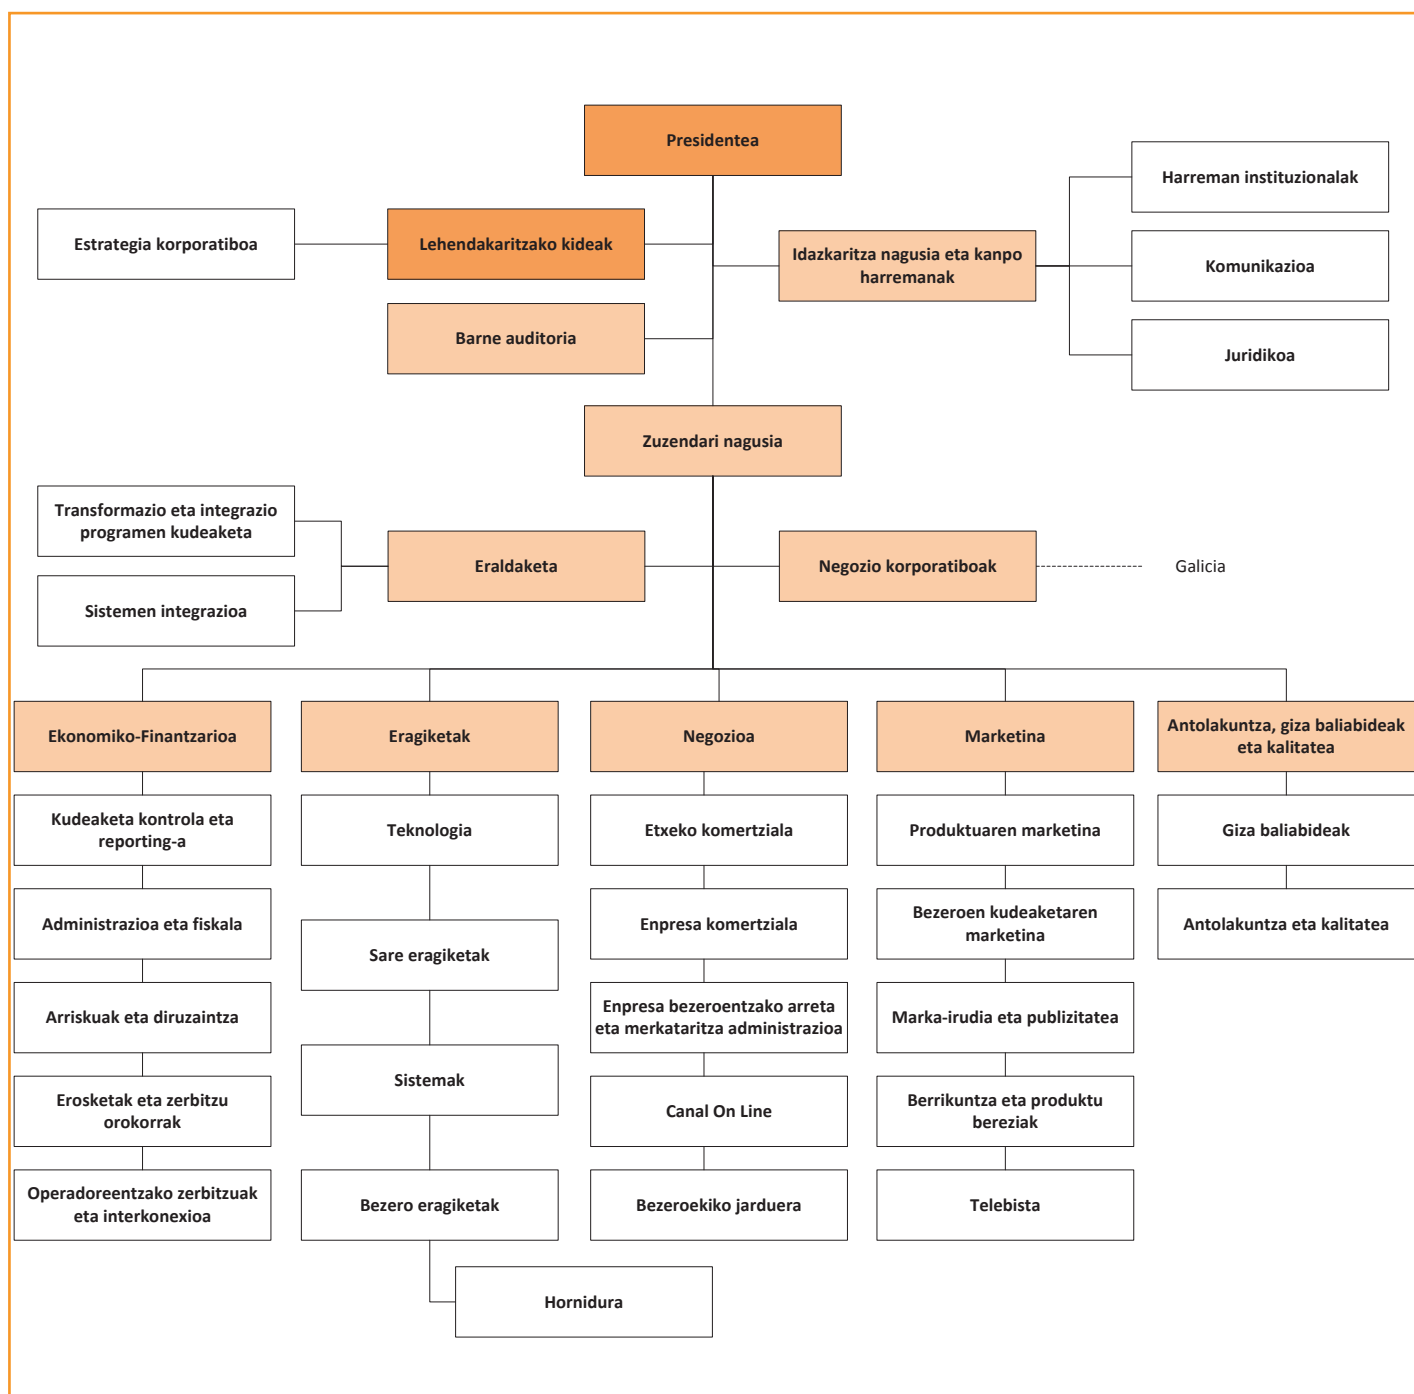 Presidentea
Harreman instituzionalak
Estrategia korporatiboa
Lehendakaritzako kideak
Idazkaritza nagusia eta kanpo
harremanak
Komunikazioa
Barne auditoria
Juridikoa
Zuzendari nagusia
Transformazio eta integrazio
programen kudeaketa
Eraldaketa
Negozio korporatiboak
Galicia
Sistemen integrazioa
Ekonomiko-Finantzarioa
Eragiketak
Negozioa
Marketina
Antolakuntza, giza baliabideak
eta kalitatea
Kudeaketa kontrola eta
reporting-a
Teknologia
Etxeko komertziala
Produktuaren marketina
Giza baliabideak
Administrazioa eta fiskala
Sare eragiketak
Enpresa komertziala
Bezeroen kudeaketaren
marketina
Antolakuntza eta kalitatea
Arriskuak eta diruzaintza
Sistemak
Enpresa bezeroentzako arreta
eta merkataritza administrazioa
Marka-irudia eta publizitatea
Erosketak eta zerbitzu
orokorrak
Canal On Line
Berrikuntza eta produktu
bereziak
Operadoreentzako zerbitzuak
eta interkonexioa
Bezero eragiketak
Bezeroekiko jarduera
Telebista
Hornidura